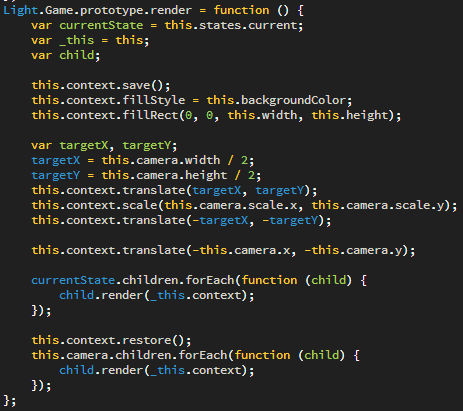 Light.Game.prototype.render = function () {
    var currentState = this.states.current;
    var _this = this;
    var child;

    this.context.save();
    this.context.fillStyle = this.backgroundColor;
    this.context.fillRect(0, 0, this.width, this.height);

    var targetX, targetY;
    targetX = this.camera.width / 2;
    targetY = this.camera.height / 2;
    this.context.translate(targetX, targetY);
    this.context.scale(this.camera.scale.x, this.camera.scale.y);
    this.context.translate(-targetX, -targetY);

    this.context.translate(-this.camera.x, -this.camera.y);

    currentState.children.forEach(function (child) {
        child.render(_this.context);
    });

    this.context.restore();
    this.camera.children.forEach(function (child) {
        child.render(_this.context);
    });
};